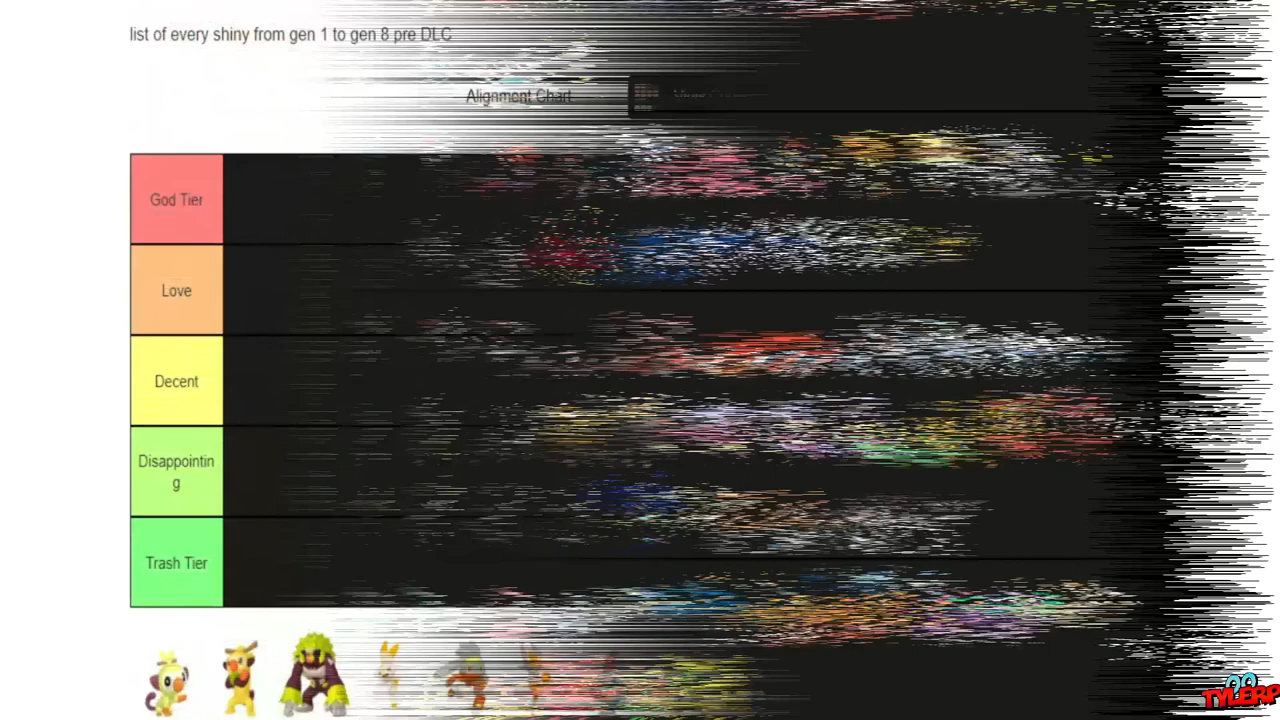 list of every shiny from gen 1 to gen 8 pre DLC
Alignment Chart
God Tier
Love
Decent
Disappointin
g
Trash Tier
TYLERP